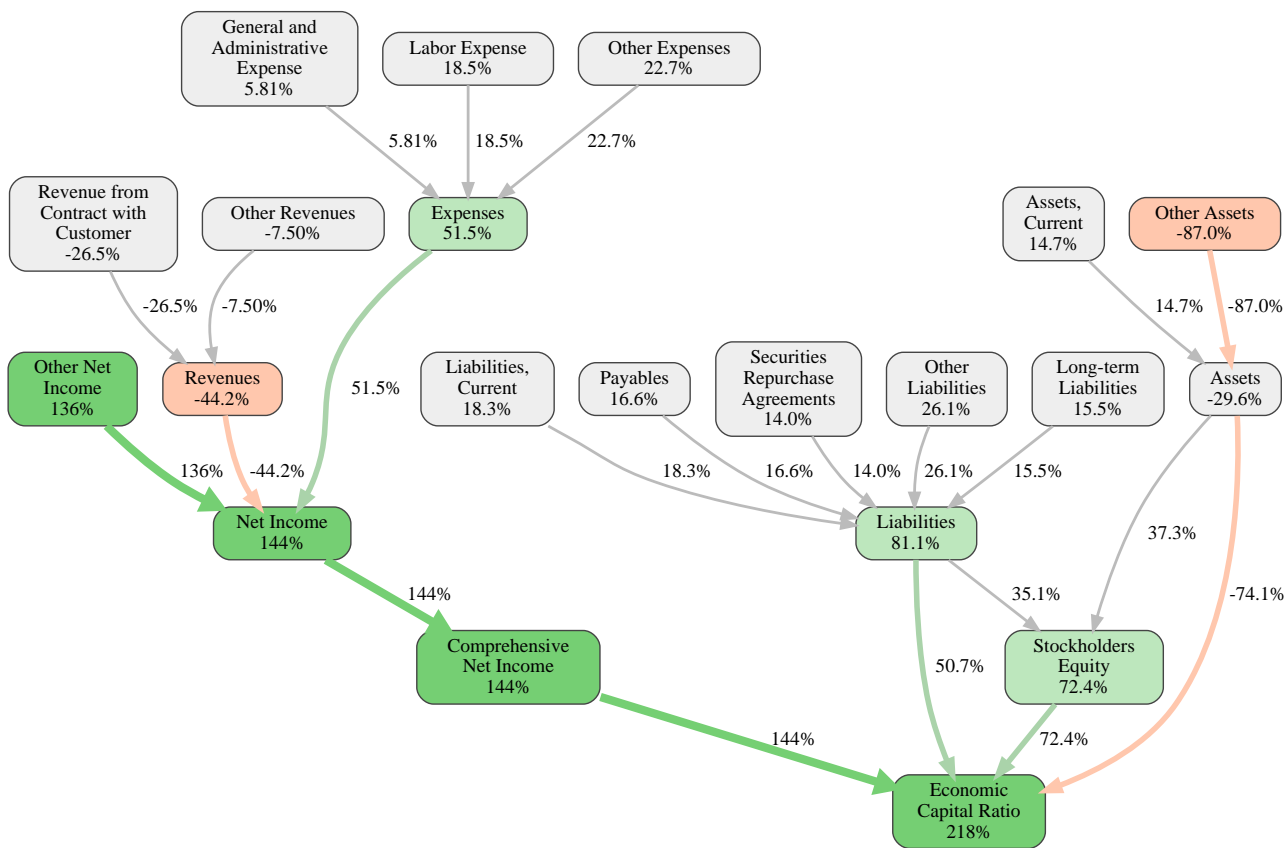 General and
Administrative
Expense
5.81%
Labor Expense
18.5%
Other Expenses
22.7%
5.81%
18.5%
22.7%
Revenue from
Contract with
Customer
-26.5%
Other Revenues
-7.50%
Expenses
51.5%
Assets,
Current
14.7%
Other Assets
-87.0%
-26.5%
-7.50%
14.7%
-87.0%
Other Net
Income
136%
Revenues
-44.2%
51.5%
Liabilities,
Current
18.3%
Payables
16.6%
Securities
Repurchase
Agreements
14.0%
Other
Liabilities
26.1%
Long-term
Liabilities
15.5%
Assets
-29.6%
136%
-44.2%
18.3%
16.6%
14.0%
26.1%
15.5%
Net Income
144%
Liabilities
81.1%
37.3%
144%
35.1%
-74.1%
Comprehensive
Net Income
144%
50.7%
Stockholders
Equity
72.4%
144%
72.4%
Economic
Capital Ratio
218%